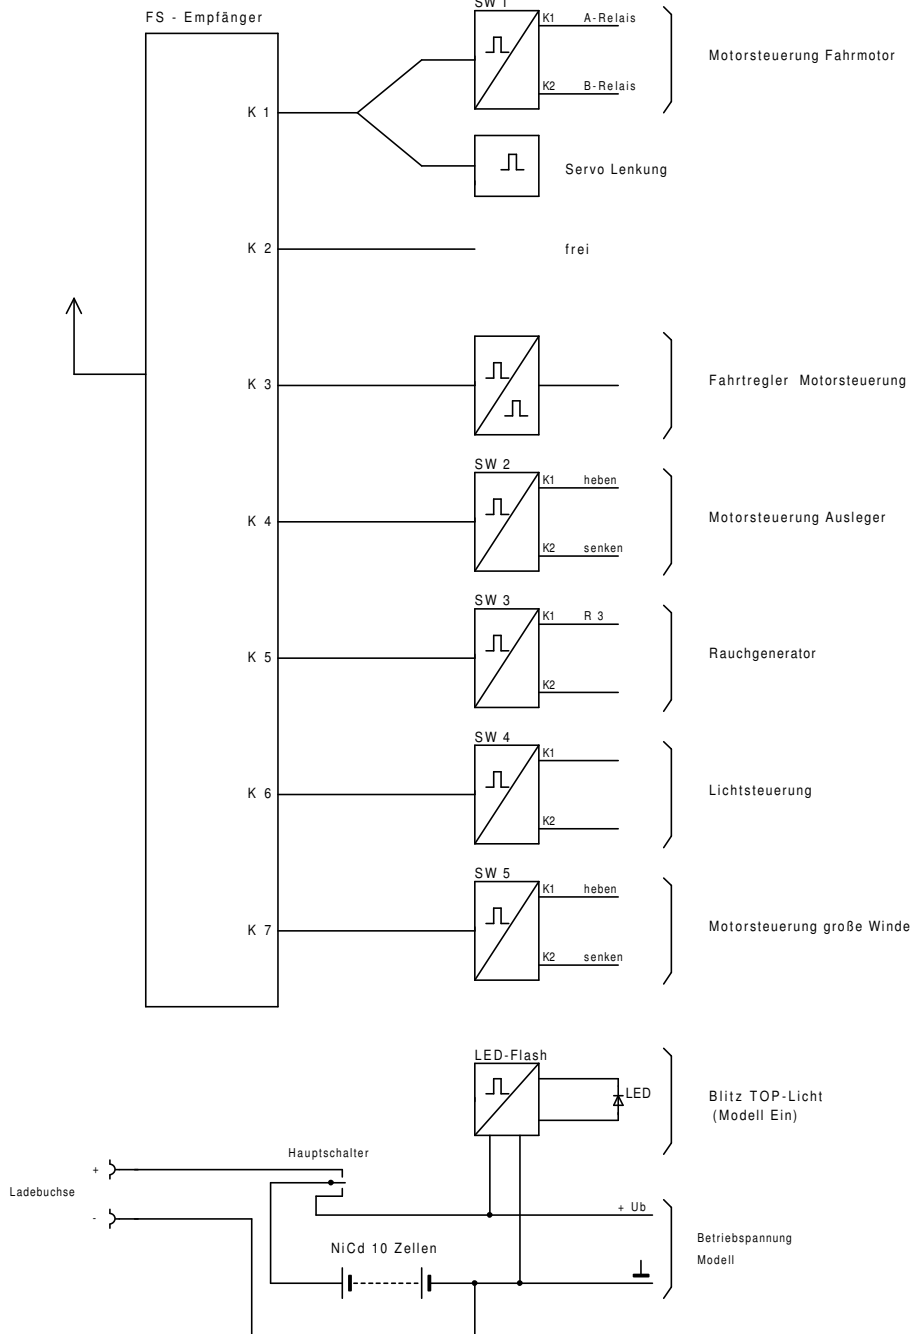 SW 1
FS - Empfänger
K1 A-Relais
Motorsteuerung Fahrmotor
K2 B-Relais
K 1
Servo Lenkung
K 2
frei
K 3
Fahrtregler Motorsteuerung
SW 2
K1 heben
K 4
Motorsteuerung Ausleger
K2 senken
SW 3
K1 R 3
K 5
Rauchgenerator
K2
SW 4
K1
K 6
Lichtsteuerung
K2
SW 5
K1 heben
K 7
Motorsteuerung große Winde
K2 senken
LED-Flash
LED
Blitz TOP-Licht
(Modell Ein)
Hauptschalter
+
Ladebuchse
-
+ Ub
Betriebspannung
Modell
NiCd 10 Zellen